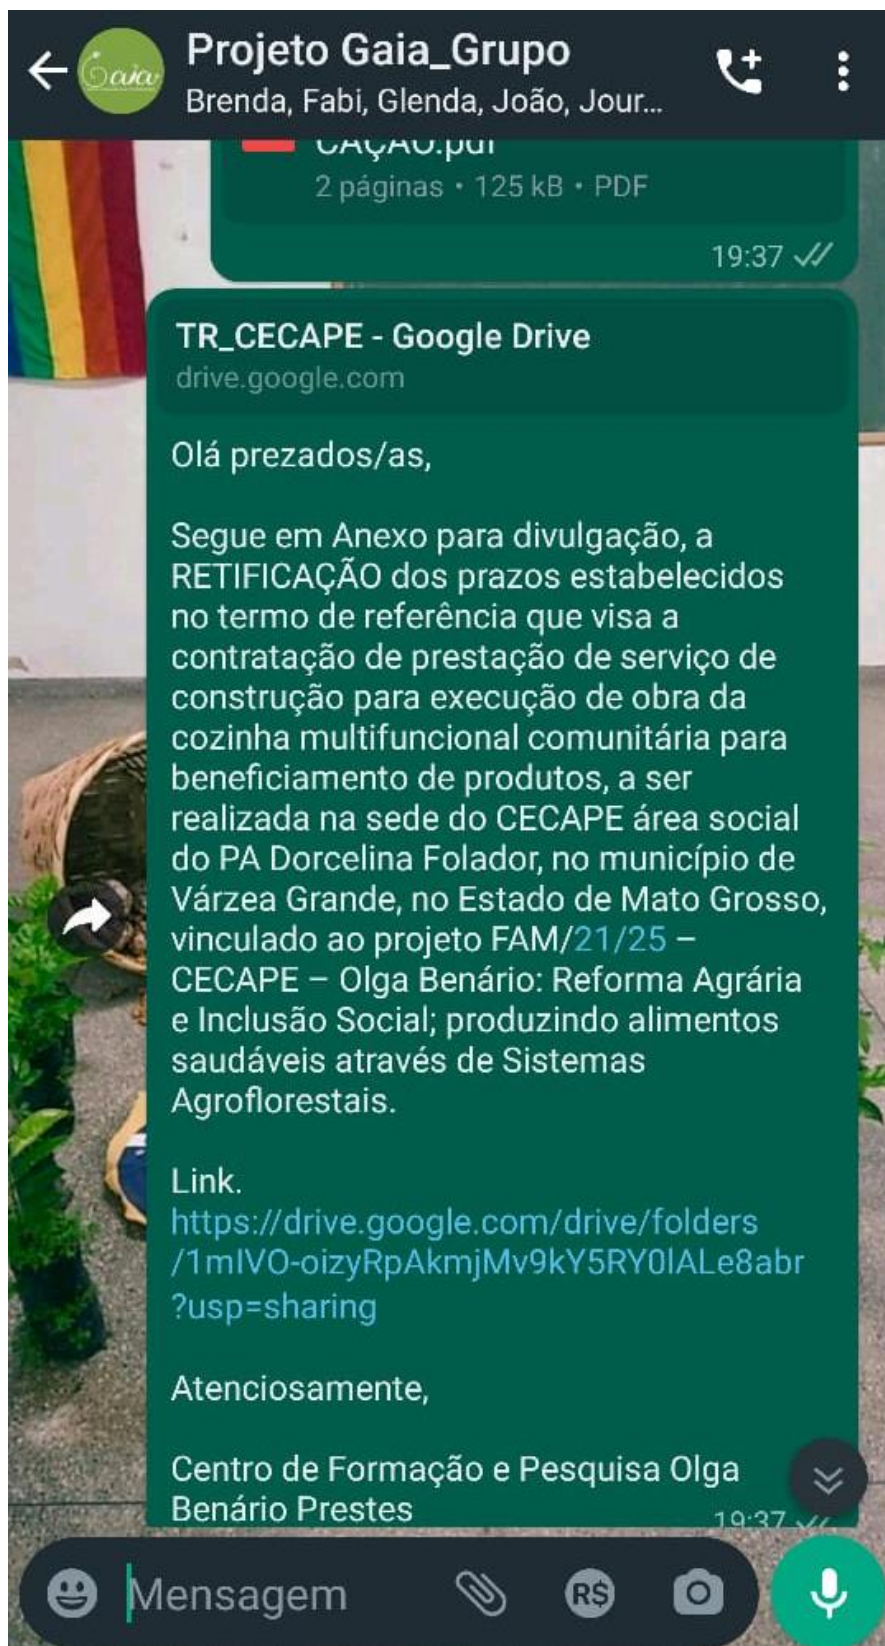 Gaia
Projeto Gaia_Grupo
Brenda, Fabi, Glenda, João, Jour...
CAÇÃO.pdf
2 páginas • 125 kB • PDF
19:37
TR_CECAPE - Google Drive
drive.google.com
Olá prezados/as,
Segue em Anexo para divulgação, a
RETIFICAÇÃO dos prazos estabelecidos
no termo de referência que visa a
contratação de prestação de serviço de
construção para execução de obra da
cozinha multifuncional comunitária para
beneficiamento de produtos, a ser
realizada na sede do CECAPE área social
do PA Dorcelina Folador, no município de
Várzea Grande, no Estado de Mato Grosso,
vinculado ao projeto FAM/21/25 –
CECAPE – Olga Benário: Reforma Agrária
e Inclusão Social; produzindo alimentos
saudáveis através de Sistemas
Agroflorestais.
Link.
https://drive.google.com/drive/folders
/1mIVO-oizyRpAkmjMv9kY5RY0lALe8abr
?usp=sharing
Atenciosamente,
Centro de Formação e Pesquisa Olga
Benário Prestes
19:37
Mensagem
R$